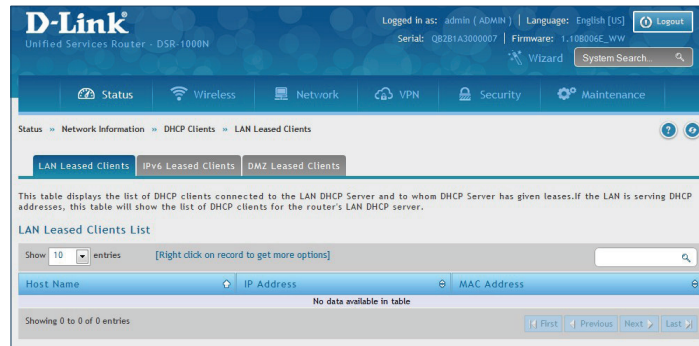 D-Link
Logged in as: admin ( ADMIN ) | Language: English [US]
Logout
Unified Services Router - DSR-1000N
Serial: QB2B1A3000007 | Firmware: 1.10B006E_WW
Wizard
System Search...
Status
Wireless
Network
VPN
Security
Maintenance
Status » Network Information » DHCP Clients » LAN Leased Clients
LAN Leased Clients
IPv6 Leased Clients
DMZ Leased Clients
This table displays the list of DHCP clients connected to the LAN DHCP Server and to whom DHCP Server has given leases.If the LAN is serving DHCP
addresses, this table will show the list of DHCP clients for the router's LAN DHCP server.
LAN Leased Clients List
Show 10 entries
[Right click on record to get more options]
Host Name
IP Address
MAC Address
No data available in table
Showing 0 to 0 of 0 entries
First
Previous
Next
Last